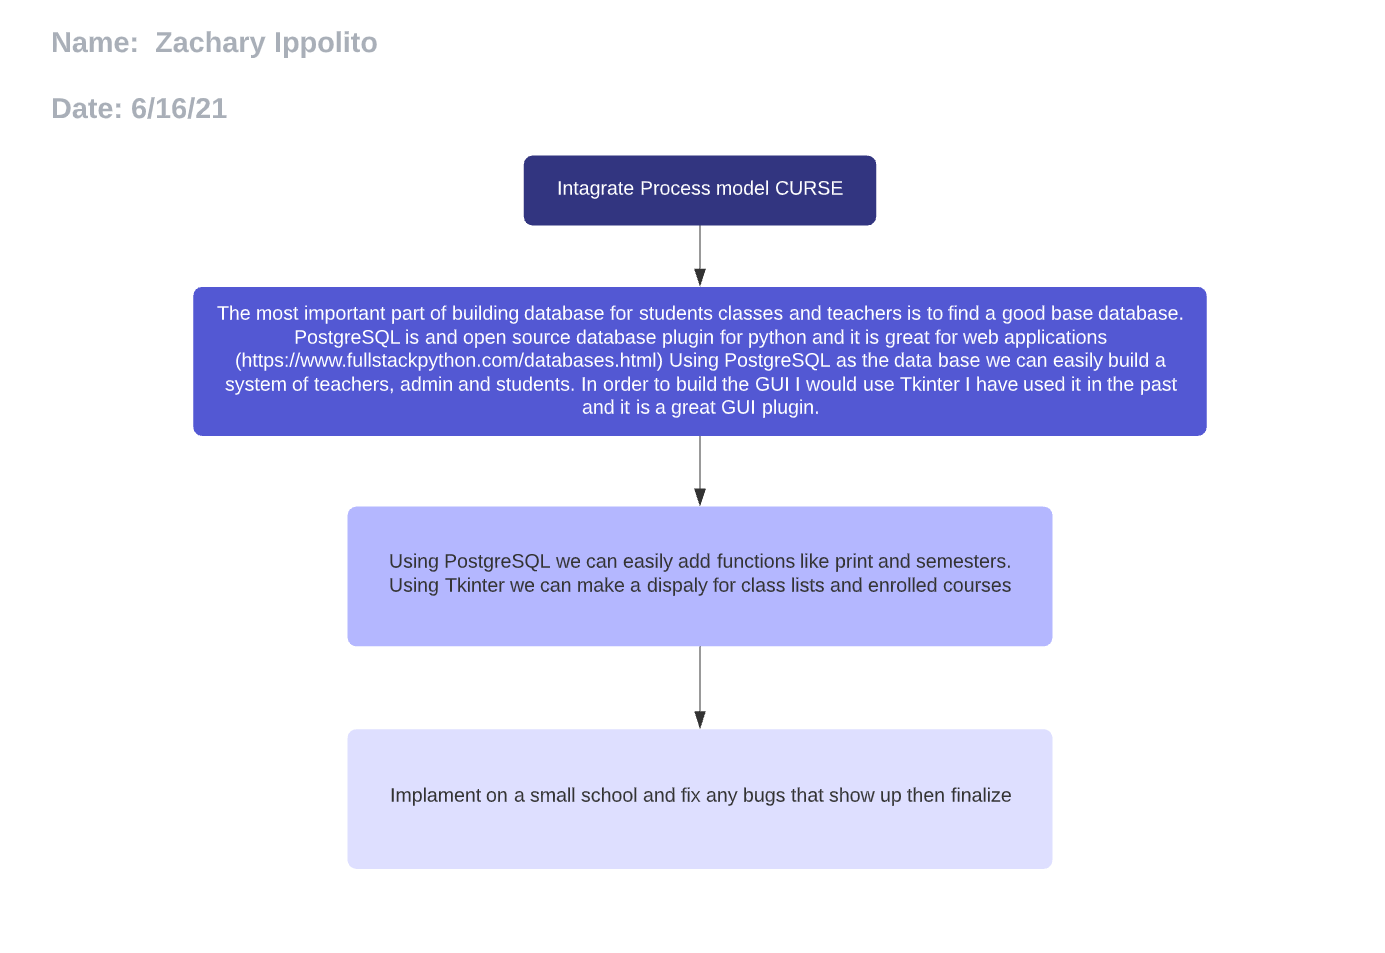 Name:  Zachary Ippolito
Date: 6/16/21
Intagrate Process model CURSE
The most important part of building database for students classes and teachers is to find a good base database.
PostgreSQL is and open source database plugin for python and it is great for web applications
(https://www.fullstackpython.com/databases.html) Using PostgreSQL as the data base we can easily build a
system of teachers, admin and students. In order to build the GUI I would use Tkinter I have used it in the past
and it is a great GUI plugin.
Using PostgreSQL we can easily add functions like print and semesters.
Using Tkinter we can make a dispaly for class lists and enrolled courses
Implament on a small school and fix any bugs that show up then finalize